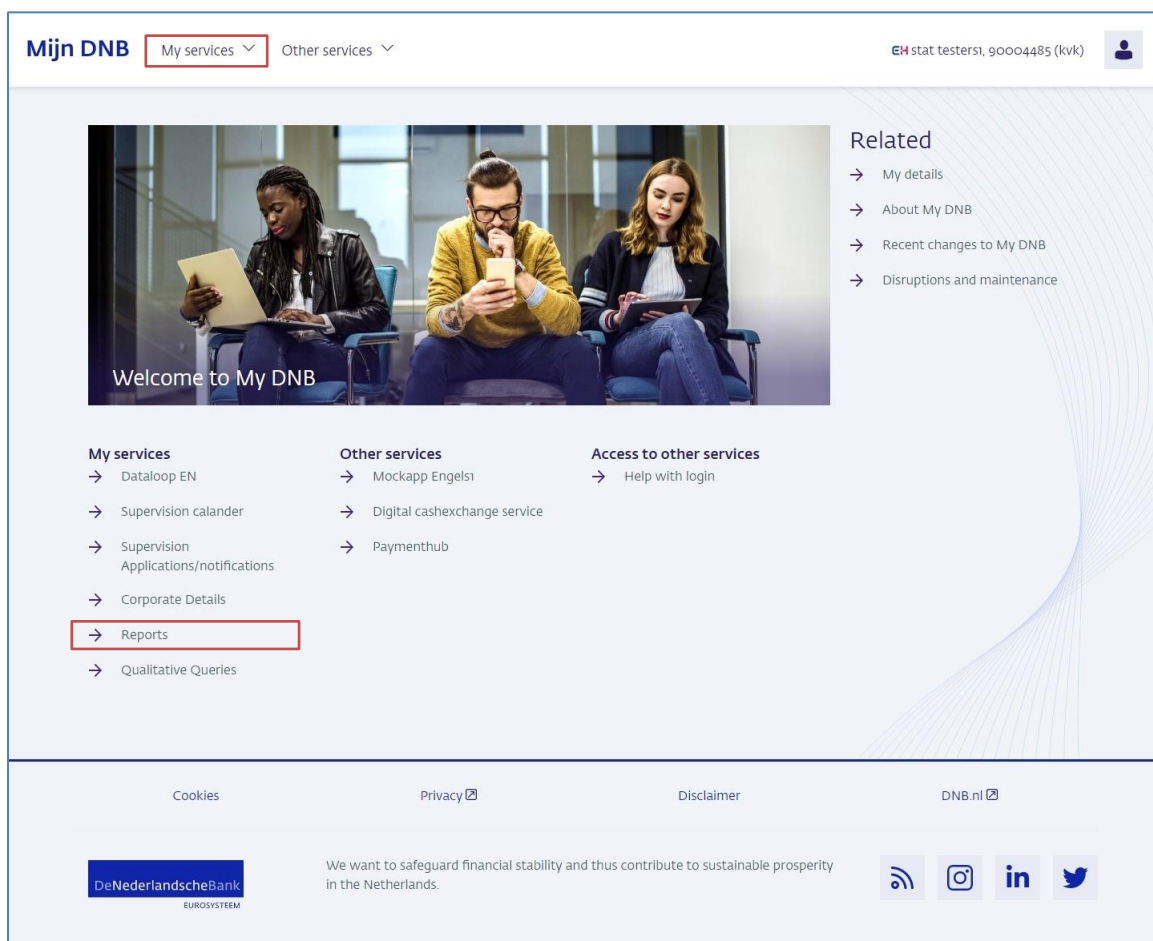 Mijn DNB
My services
Other services
EH stat testers1, 90004485 (kvk)
Welcome to My DNB
Related
My details
About My DNB
Recent changes to My DNB
Disruptions and maintenance
My services
Dataloop EN
Supervision calander
Supervision
Applications/notifications
Corporate Details
Reports
Qualitative Queries
Other services
Mockapp Engels1
Digital cashexchange service
Paymenthub
Access to other services
Help with login
Cookies
Privacy
Disclaimer
DNB.nl
DeNederlandscheBank
EUROSYSTEEM
We want to safeguard financial stability and thus contribute to sustainable prosperity
in the Netherlands.
in